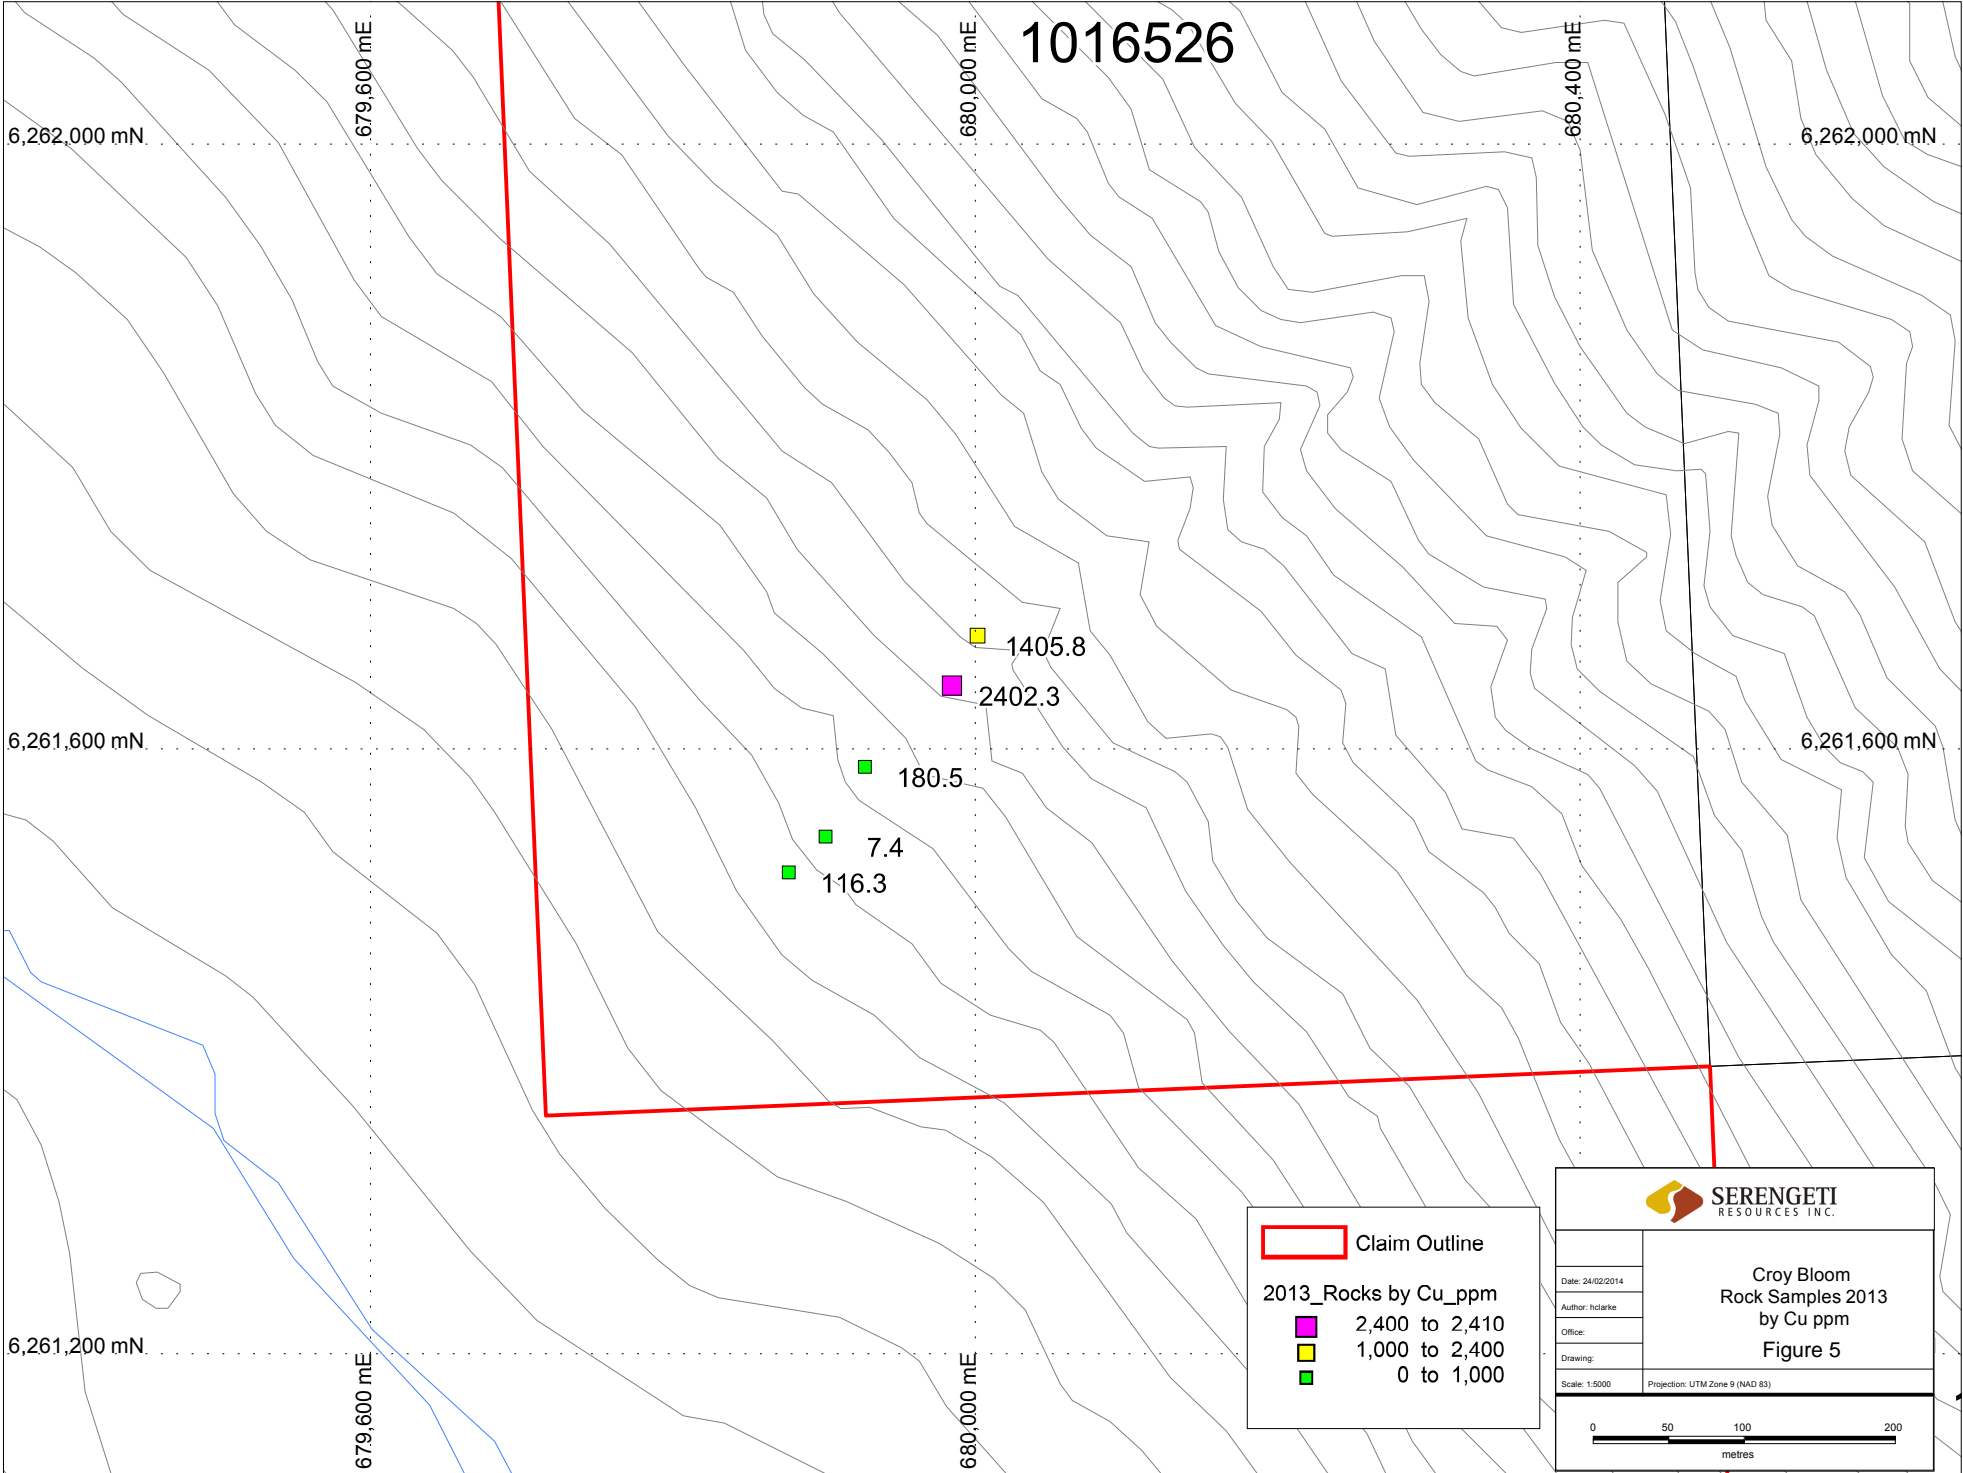 1016526
679,600 mE
680,000 mE
680,400 mE
6,262,000 mN
6,262,000 mN
1405.8
2402.3
6,261,600 mN
6,261,600 mN
180.5
7.4
116.3
6,261,200 mN
679,600 mE
680,000 mE
Claim Outline
2013_Rocks by Cu_ppm
2,400 to 2,410
1,000 to 2,400
0 to 1,000
SERENGETI
RESOURCES INC.
Date: 24/02/2014
Author: hclarke
Office:
Drawing:
Scale: 1:5000
Croy Bloom
Rock Samples 2013
by Cu ppm
Figure 5
Projection: UTM Zone 9 (NAD 83)
0 50 100 200
metres